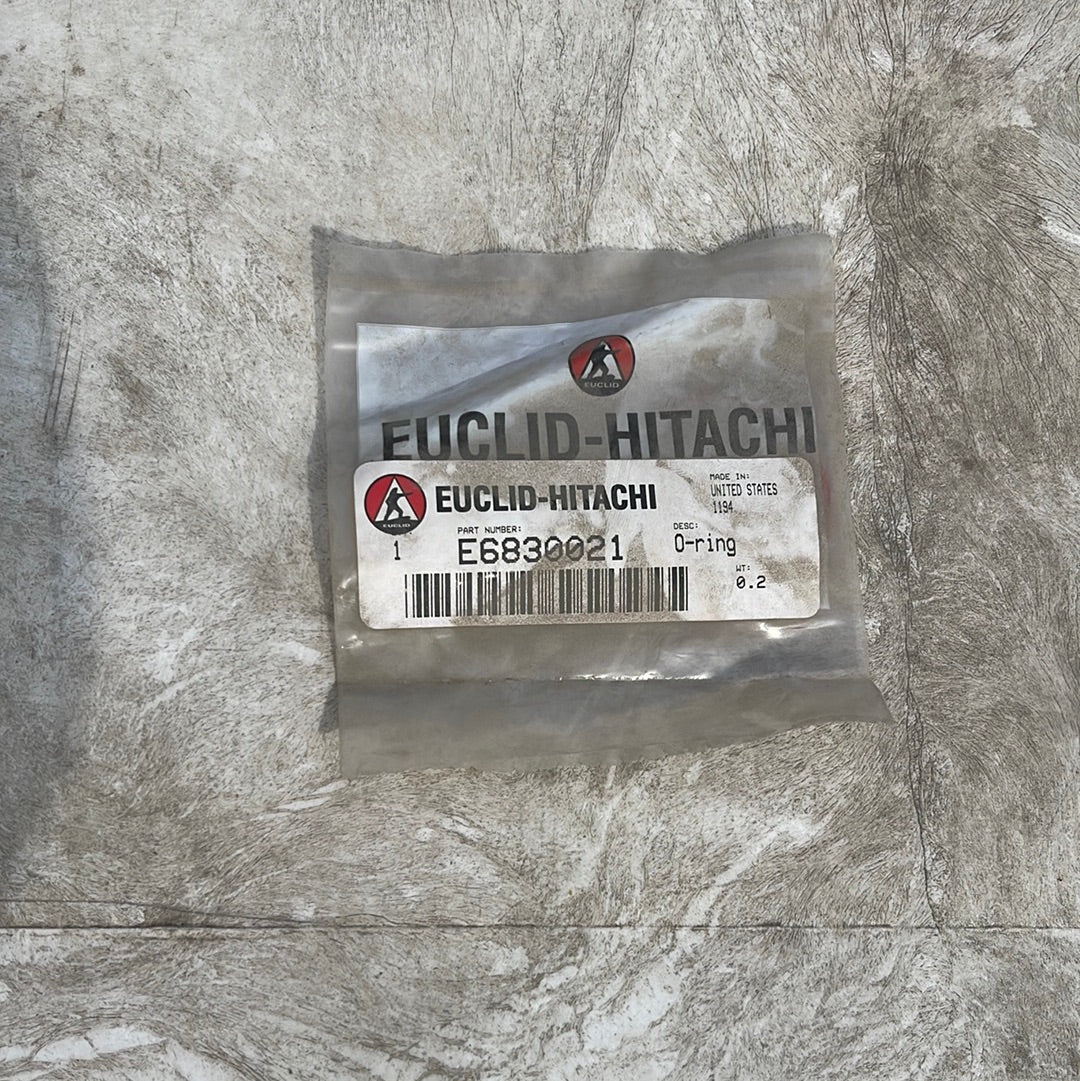 EUCLID
EUCLID-HITACHI
EUCLID
EUCLID-HITACHI
MADE IN:
UNITED STATES
1194
PART NUMBER:
DESC:
1 E6830021 O-ring
WT:
0.2